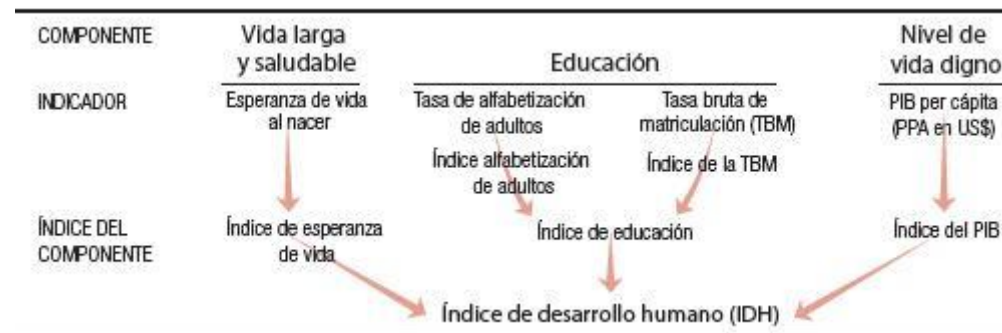 COMPONENTE
Vida larga
y saludable
Educación
Nivel de
vida digno
INDICADOR
Esperanza de vida
al nacer
Tasa de alfabetización
de adultos
Tasa bruta de
matriculación (TBM)
PIB per cápita
(PPA en US$)
Índice alfabetización
de adultos
Índice de la TBM
ÍNDICE DEL
COMPONENTE
Índice de esperanza
de vida
Índice de educación
Índice del PIB
Índice de desarrollo humano (IDH)